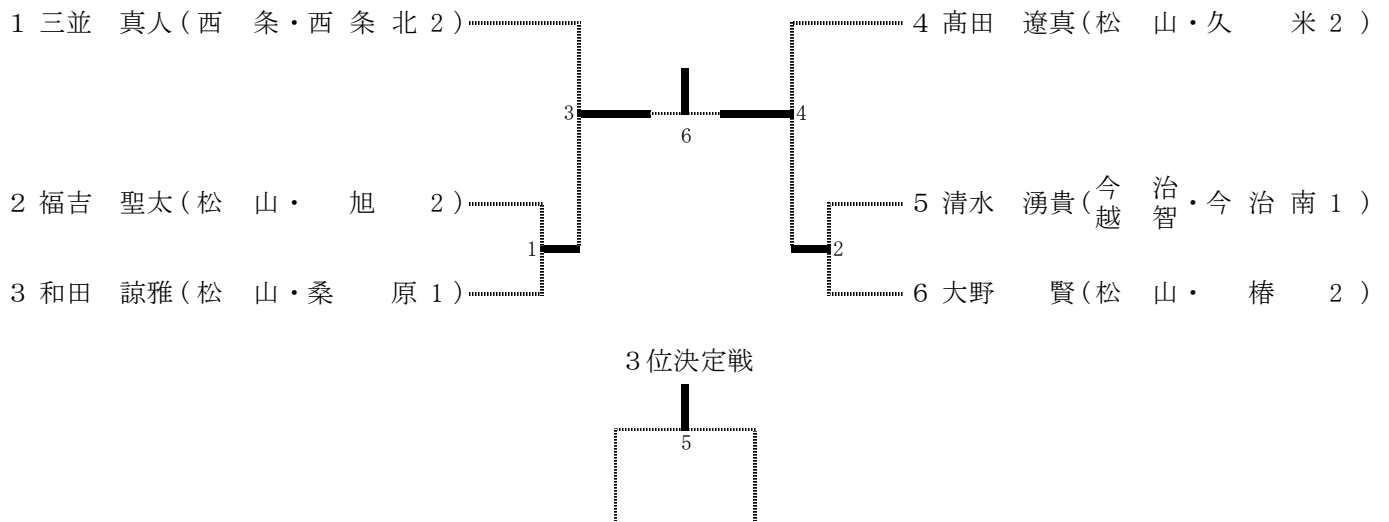 1 三並 真人(西 条・西条北2)
3
2 福吉 聖太(松 山・ 旭 2)
1
3 和田 諒雅(松 山・桑 原1)
6
4 髙田 遼真(松 山・久 米2)
4
5 清水 湧貴(今治越智・今治南1)
2
6 大野 賢(松 山・ 椿 2)
3位決定戦
5